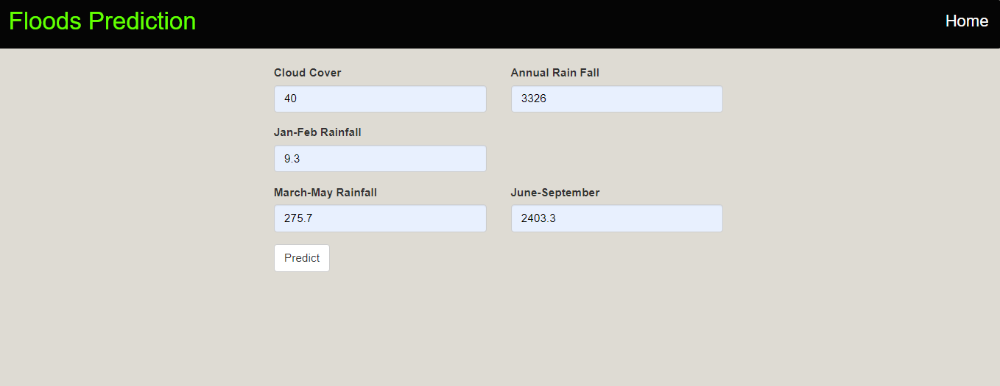 Floods Prediction
Home
Cloud Cover
Annual Rain Fall
40
3326
Jan-Feb Rainfall
9.3
March-May Rainfall
June-September
275.7
2403.3
Predict